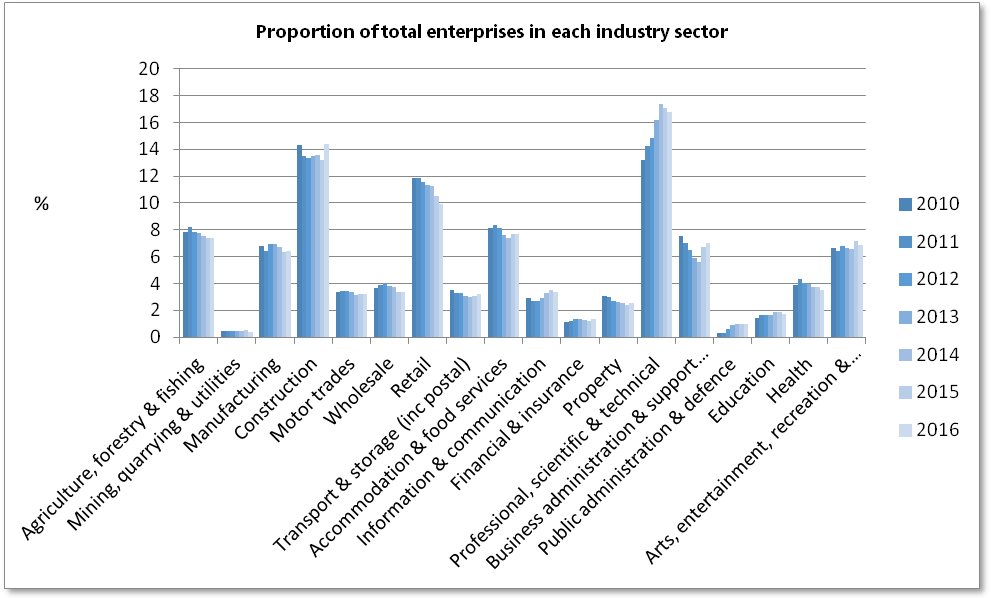 Proportion of total enterprises in each industry sector
20
18
16
14
12
10
8
6
4
2
0
%
Agriculture, forestry & fishing
Mining, quarrying & utilities
Manufacturing
Construction
Motor trades
Wholesale
Retail
Transport & storage (inc postal)
Accommodation & food services
Information & communication
Financial & insurance
Property
Professional, scientific & technical
Business administration & support...
Public administration & defence
Education
Health
Arts, entertainment, recreation &...
2010
2011
2012
2013
2014
2015
2016